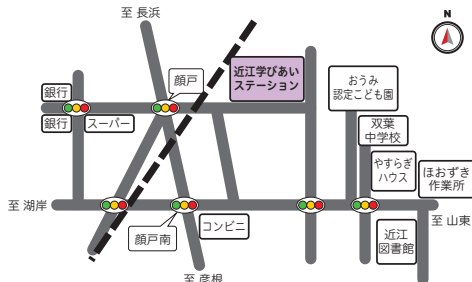 至 長浜
N
銀行
銀行
スーパー
顔戸
近江学びあい
ステーション
おうみ
認定こども園
双葉
中学校
やすらぎ
ハウス
ほおずき
作業所
至 湖岸
顔戸南
コンビニ
近江
図書館
至 山東
至 彦根